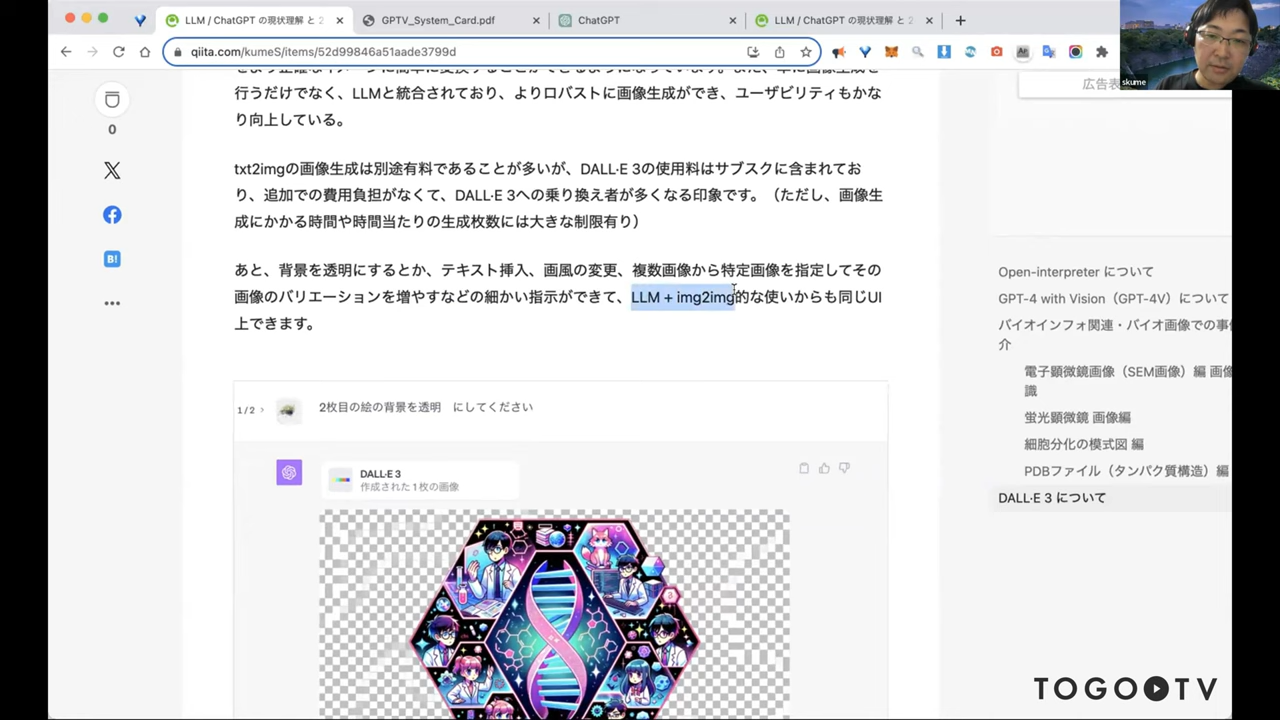 LLM / ChatGPT の現状理解 と 2
GPTV_System_Card.pdf
ChatGPT
LLM / ChatGPT の現状理解 と 2
qiita.com/kumeS/items/52d99846a51aade3799d
skume
広告表
行うだけでなく、LLMと統合されており、よりロバストに画像生成ができ、ユーザビリティもかな
り向上している。
0
txt2imgの画像生成は別途有料であることが多いが、DALL·E 3の使用料はサブスクに含まれてお
り、追加での費用負担がなくて、DALL·E 3への乗り換え者が多くなる印象です。（ただし、画像生
成にかかる時間や時間当たりの生成枚数には大きな制限有り）
B!
あと、背景を透明にするとか、テキスト挿入、画風の変更、複数画像から特定画像を指定してその
画像のバリエーションを増やすなどの細かい指示ができて、LLM + img2img的な使いからも同じUI
上できます。
Open-interpreter について
GPT-4 with Vision（GPT-4V）について
バイオインフォ関連・バイオ画像での事
介
電子顕微鏡画像（SEM画像）編 画像
識
蛍光顕微鏡 画像編
細胞分化の模式図 編
PDBファイル（タンパク質構造）編
DALL·E 3 について
1 / 2
2枚目の絵の背景を透明　にしてください
DALL·E 3
作成された 1 枚の画像
TOGO TV